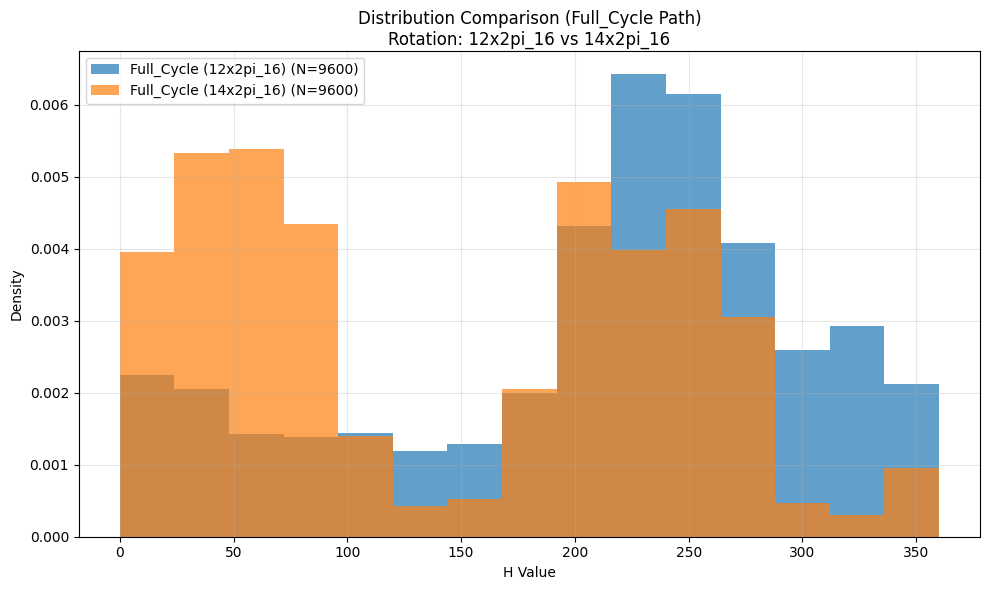 Distribution Comparison (Full_Cycle Path)
Rotation: 12x2pi_16 vs 14x2pi_16
Full_Cycle (12x2pi_16) (N=9600)
Full_Cycle (14x2pi_16) (N=9600)
Density
0.006
0.005
0.004
0.003
0.002
0.001
0.000
0 50 100 150 200 250 300 350
H Value